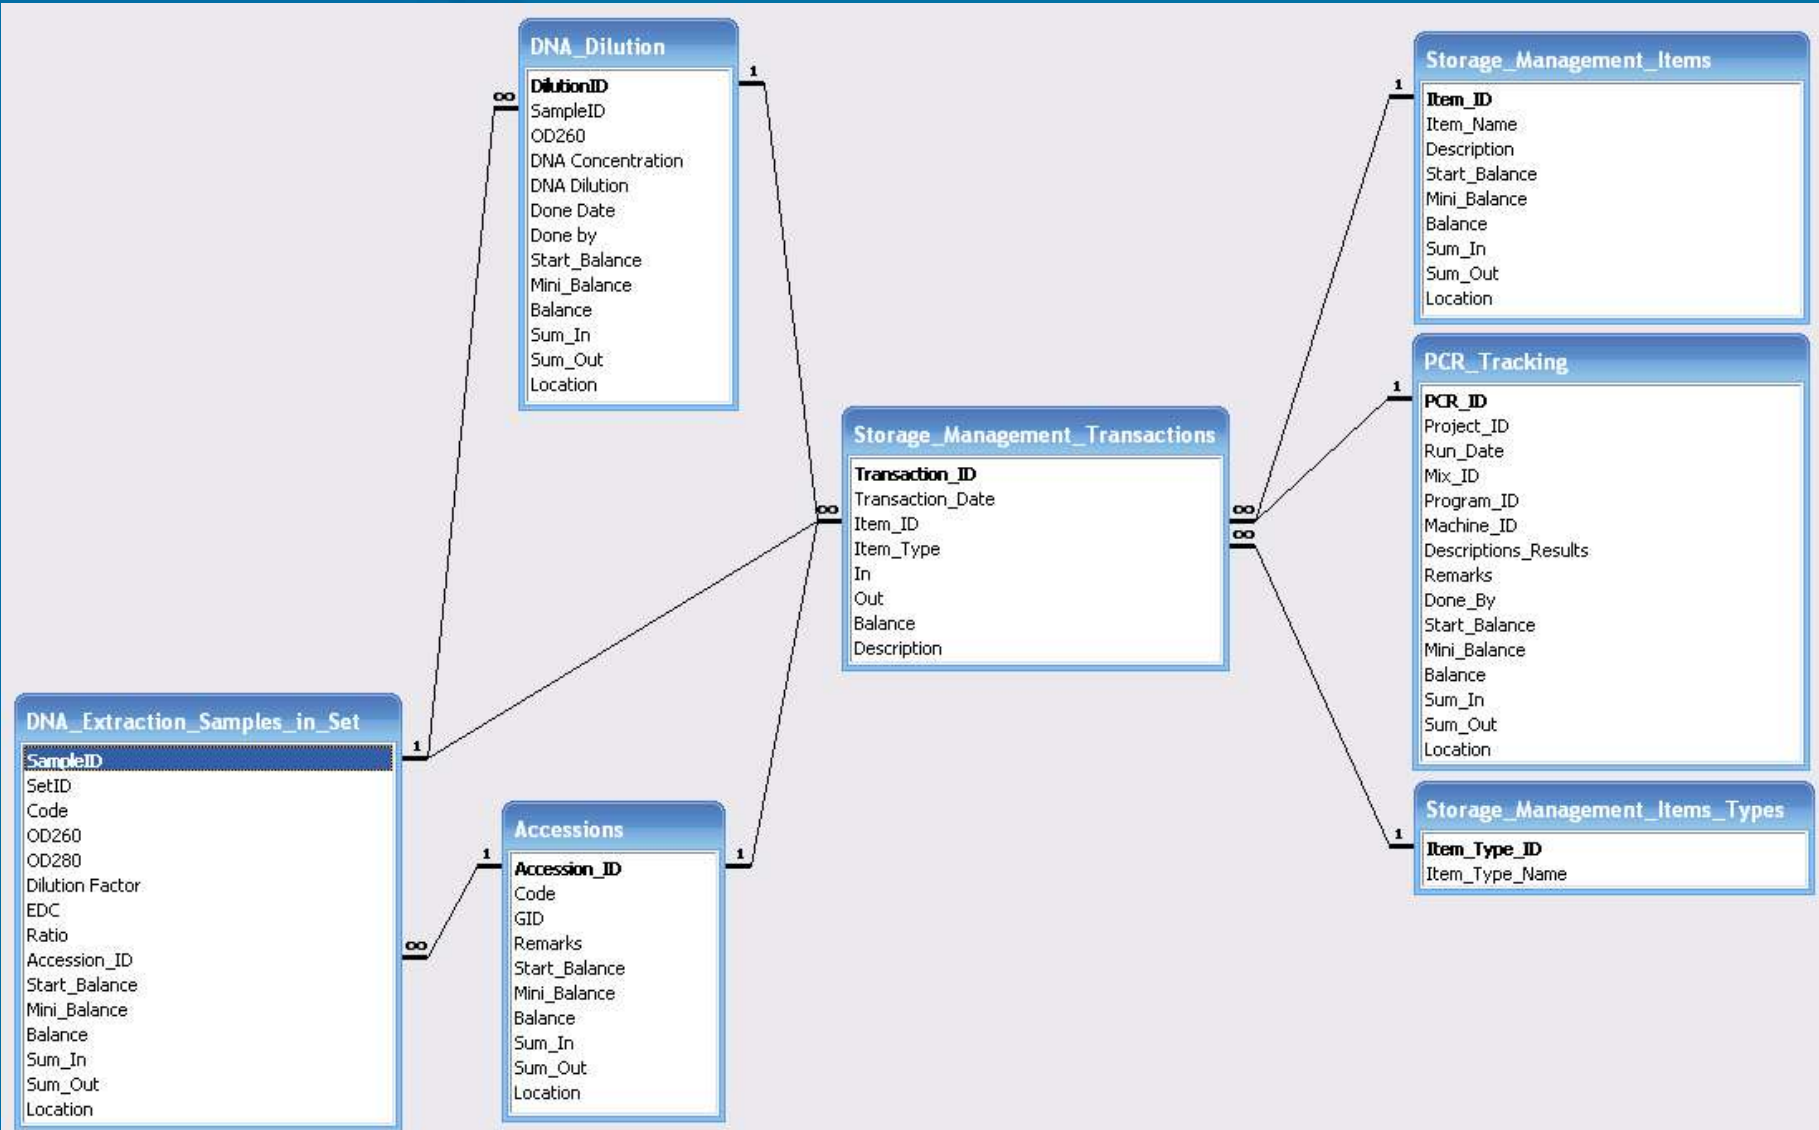 DNA_Dilution
DilutionID
SampleID
OD260
DNA Concentration
DNA Dilution
Done Date
Done by
Start_Balance
Mini_Balance
Balance
Sum_In
Sum_Out
Location
1
∞
Storage_Management_Items
Item_ID
Item_Name
Description
Start_Balance
Mini_Balance
Balance
Sum_In
Sum_Out
Location
1
PCR_Tracking
PCR_ID
Project_ID
Run_Date
Mix_ID
Program_ID
Machine_ID
Descriptions_Results
Remarks
Done_By
Start_Balance
Mini_Balance
Balance
Sum_In
Sum_Out
Location
1
Storage_Management_Transactions
Transaction_ID
Transaction_Date
Item_ID
Item_Type
In
Out
Balance
Description
∞
∞
∞
DNA_Extraction_Samples_in_Set
SampleID
SetID
Code
OD260
OD280
Dilution Factor
EDC
Ratio
Accession_ID
Start_Balance
Mini_Balance
Balance
Sum_In
Sum_Out
Location
1
∞
Accessions
Accession_ID
Code
GID
Remarks
Start_Balance
Mini_Balance
Balance
Sum_In
Sum_Out
Location
1
1
Storage_Management_Items_Types
Item_Type_ID
Item_Type_Name
1